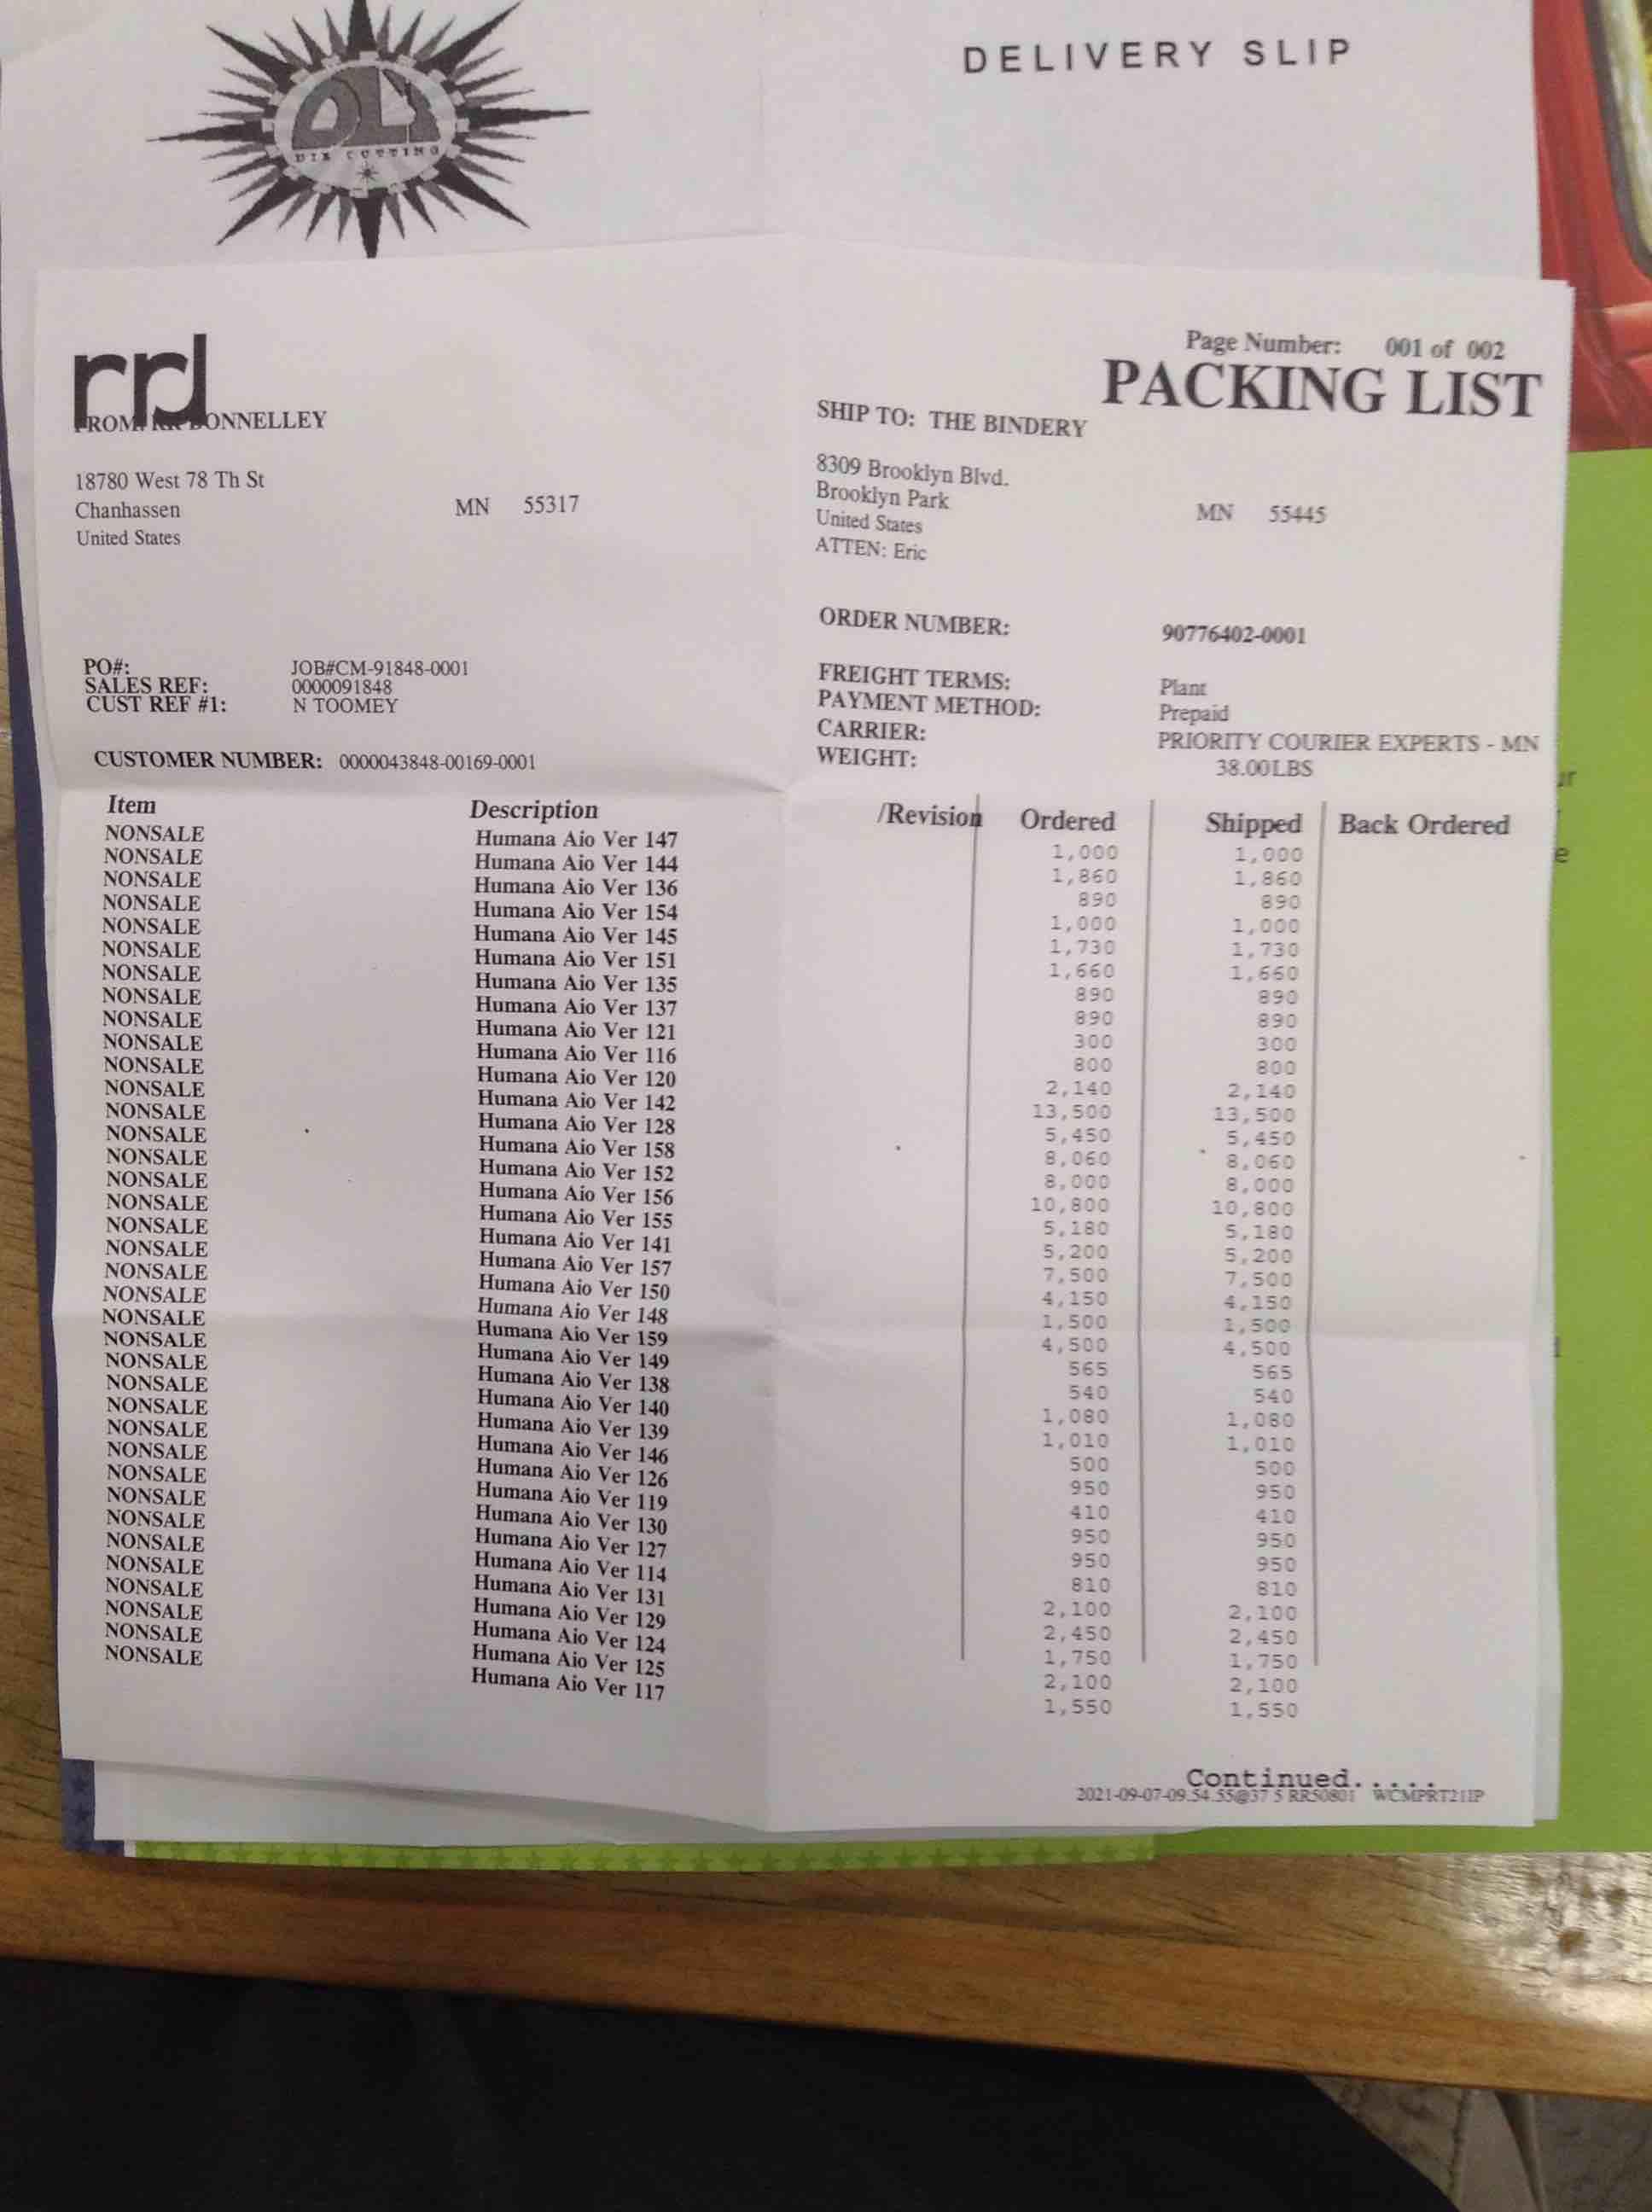 DELIVERY SLIP
DIE CUTTING
rrd
Page Number: 001 of 002
PACKING LIST
ONNELLEY
18780 West 78 Th St
Chanhassen MN 55317
United States
SHIP TO: THE BINDERY
8309 Brooklyn Blvd.
Brooklyn Park MN 55445
United States
ATTEN: Eric
ORDER NUMBER: 90776402-0001
PO#: JOB#CM-91848-0001
SALES REF: 0000091848
CUST REF #1: N TOOMEY
FREIGHT TERMS: Plant
PAYMENT METHOD: Prepaid
CARRIER: PRIORITY COURIER EXPERTS - MN
WEIGHT: 38.00LBS
CUSTOMER NUMBER: 0000043848-00169-0001
Item Description /Revision Ordered Shipped Back Ordered
NONSALE Humana Aio Ver 147 1,000 1,000
NONSALE Humana Aio Ver 144 1,860 1,860
NONSALE Humana Aio Ver 136 890 890
NONSALE Humana Aio Ver 154 1,000 1,000
NONSALE Humana Aio Ver 145 1,730 1,730
NONSALE Humana Aio Ver 151 1,660 1,660
NONSALE Humana Aio Ver 135 890 890
NONSALE Humana Aio Ver 137 890 890
NONSALE Humana Aio Ver 121 300 300
NONSALE Humana Aio Ver 116 800 800
NONSALE Humana Aio Ver 120 2,140 2,140
NONSALE Humana Aio Ver 142 13,500 13,500
NONSALE Humana Aio Ver 128 5,450 5,450
NONSALE Humana Aio Ver 158 8,060 8,060
NONSALE Humana Aio Ver 152 8,000 8,000
NONSALE Humana Aio Ver 156 10,800 10,800
NONSALE Humana Aio Ver 155 5,180 5,180
NONSALE Humana Aio Ver 141 5,200 5,200
NONSALE Humana Aio Ver 157 7,500 7,500
NONSALE Humana Aio Ver 150 4,150 4,150
NONSALE Humana Aio Ver 148 1,500 1,500
NONSALE Humana Aio Ver 159 4,500 4,500
NONSALE Humana Aio Ver 149 565 565
NONSALE Humana Aio Ver 138 540 540
NONSALE Humana Aio Ver 140 1,080 1,080
NONSALE Humana Aio Ver 139 1,010 1,010
NONSALE Humana Aio Ver 146 500 500
NONSALE Humana Aio Ver 126 950 950
NONSALE Humana Aio Ver 119 410 410
NONSALE Humana Aio Ver 130 950 950
NONSALE Humana Aio Ver 127 950 950
NONSALE Humana Aio Ver 114 810 810
NONSALE Humana Aio Ver 131 2,100 2,100
NONSALE Humana Aio Ver 129 2,450 2,450
NONSALE Humana Aio Ver 124 1,750 1,750
NONSALE Humana Aio Ver 125 2,100 2,100
NONSALE Humana Aio Ver 117 1,550 1,550
Continued.....
2021-09-07-09.54.55@37 5 RR50801 WCMPRT21IP